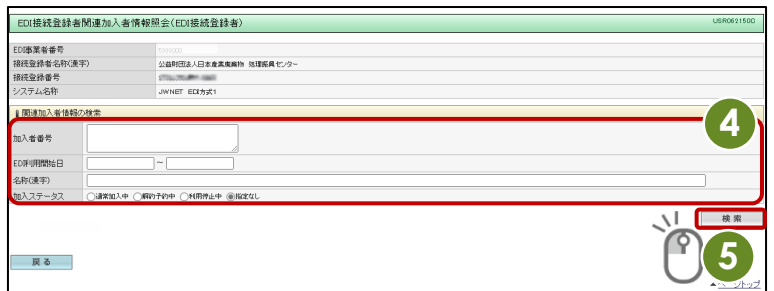 EDI接続登録者関連加入者情報照会(EDI接続登録者)
USR0621500
EDI事業者番号
接続登録者名称(漢字) 公益財団法人日本産業廃棄物 処理振興センター
接続登録番号
システム名称 JWNET EDI方式1
関連加入者情報の検索
加入者番号
EDI利用開始日 ~
名称(漢字)
加入ステータス 通常加入中 解約予約中 利用停止中 指定なし
4
検索
5
戻る
▲ページトップ